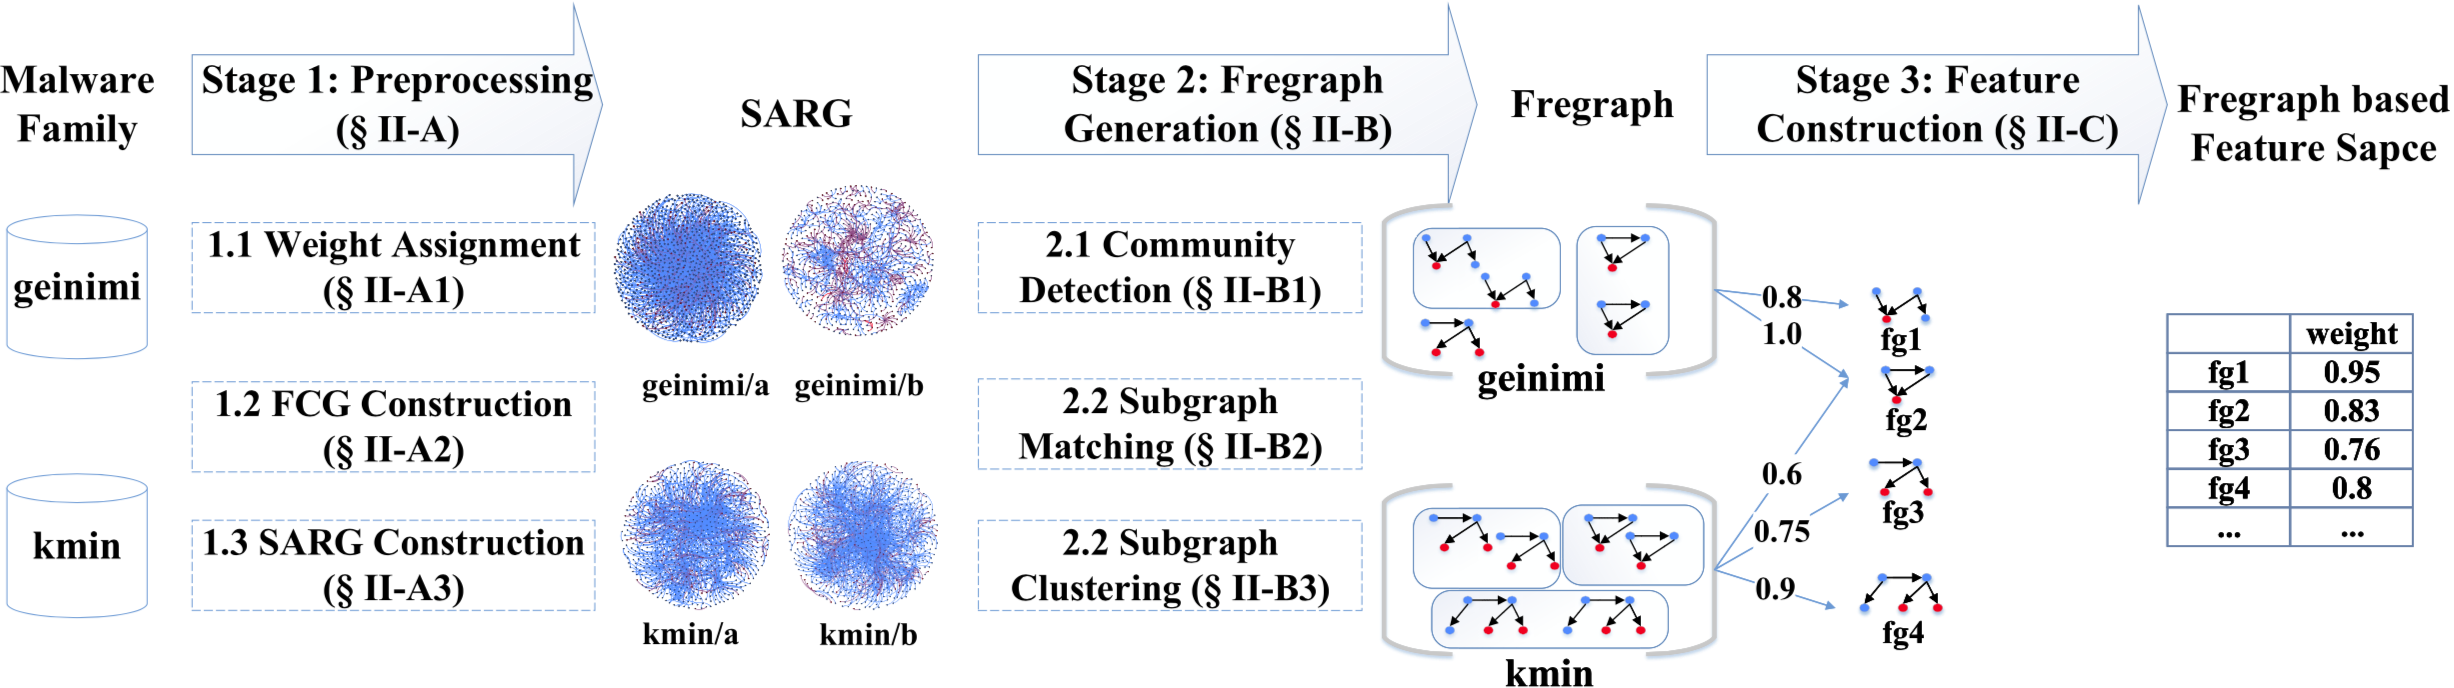 Malware
Family
Stage 1: Preprocessing
(§ II-A)
SARG
Stage 2: Fregraph
Generation (§ II-B)
Fregraph
Stage 3: Feature
Construction (§ II-C)
Fregraph based
Feature Sapce
geinimi
kmin
1.1 Weight Assignment
(§ II-A1)
1.2 FCG Construction
(§ II-A2)
1.3 SARG Construction
(§ II-A3)
geinimi/a
geinimi/b
kmin/a
kmin/b
2.1 Community
Detection (§ II-B1)
2.2 Subgraph
Matching (§ II-B2)
2.2 Subgraph
Clustering (§ II-B3)
geinimi
kmin
0.8
1.0
0.6
0.75
0.9
fg1
fg2
fg3
fg4
weight
fg1 0.95
fg2 0.83
fg3 0.76
fg4 0.8
... ...